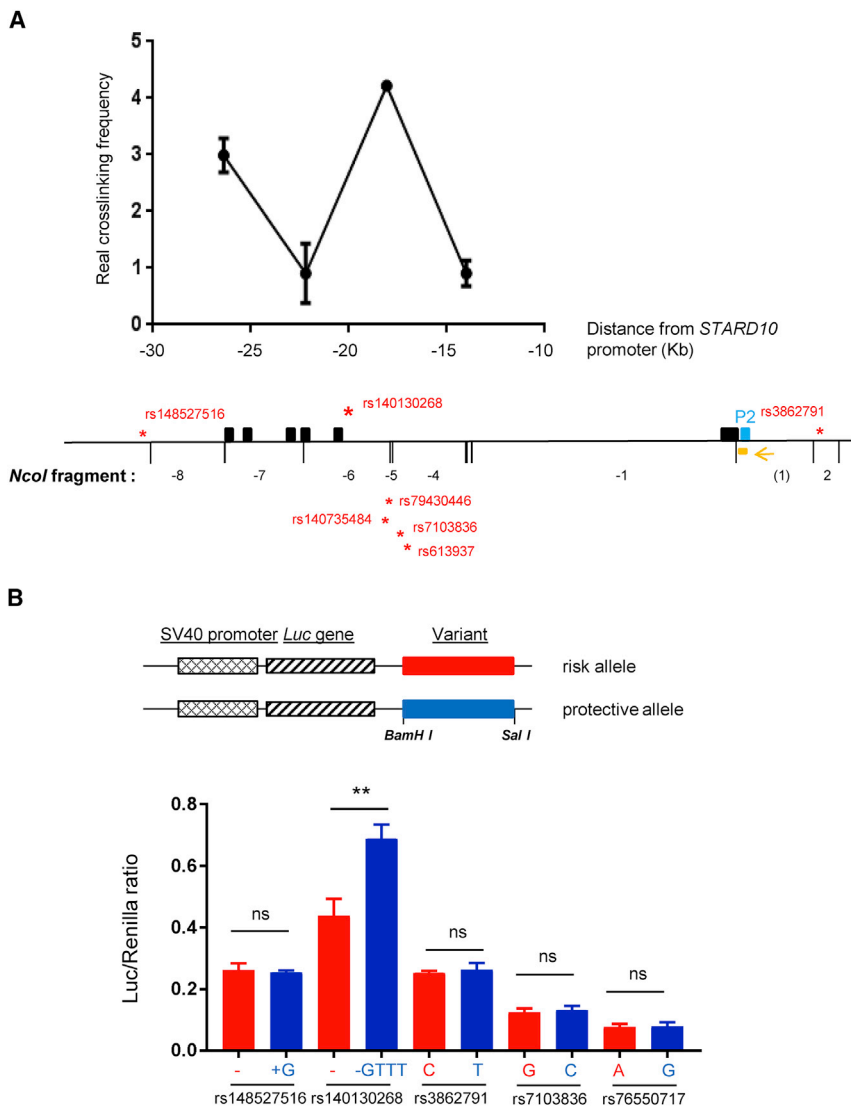 A
Real crosslinking frequency
5
4
3
2
1
0
-30
-25
-20
-15
-10
Distance from STARD10
promoter (Kb)
rs148527516
*
rs140130268
*
P2
rs3862791
*
NcoI fragment :
-8
-7
-6
-5
-4
-1
(1)
2
* rs79430446
rs140735484 *
* rs7103836
* rs613937
B
SV40 promoter
Luc gene
Variant
risk allele
protective allele
BamH I
Sal I
Luc/Renilla ratio
0.8
0.6
0.4
0.2
0.0
ns
**
ns
ns
ns
- +G - -GTTT C T G C A G
rs148527516 rs140130268 rs3862791 rs7103836 rs76550717